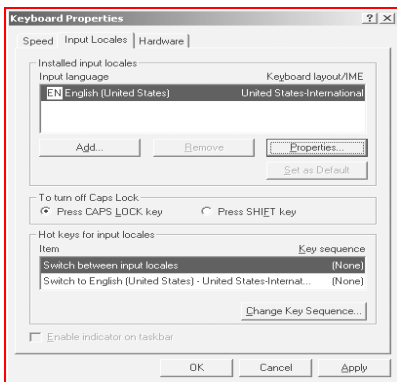 Keyboard Properties
Speed Input Locales Hardware
Installed input locales
Input language Keyboard layout/IME
EN English (United States) United States-International
Add... Remove Properties...
Set as Default
To turn off Caps Lock
Press CAPS LOCK key Press SHIFT key
Hot keys for input locales
Item Key sequence
Switch between input locales (None)
Switch to English (United States) - United States-Internat... (None)
Change Key Sequence...
Enable indicator on taskbar
OK Cancel Apply